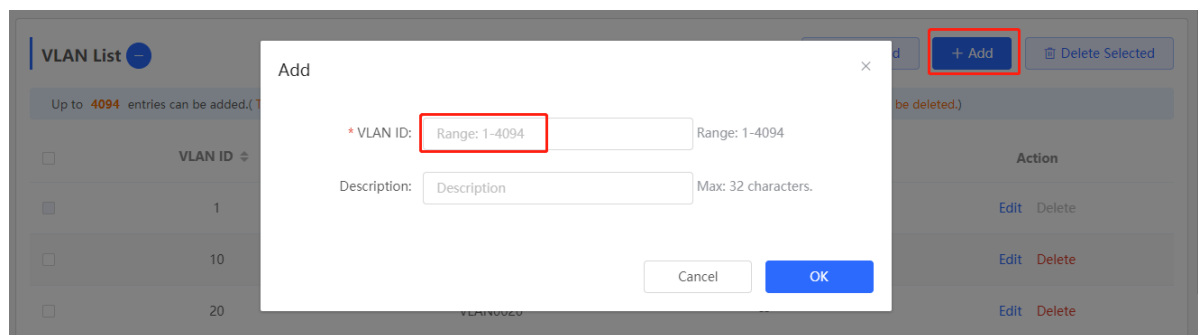 VLAN List
+ Add
Delete Selected
Add
Up to 4094 entries can be added.(
be deleted.)
* VLAN ID:
Range: 1-4094
Range: 1-4094
VLAN ID
Action
Description:
Description
Max: 32 characters.
1
Edit
Delete
10
Edit
Delete
Cancel
OK
20
VLAN0020
Edit
Delete